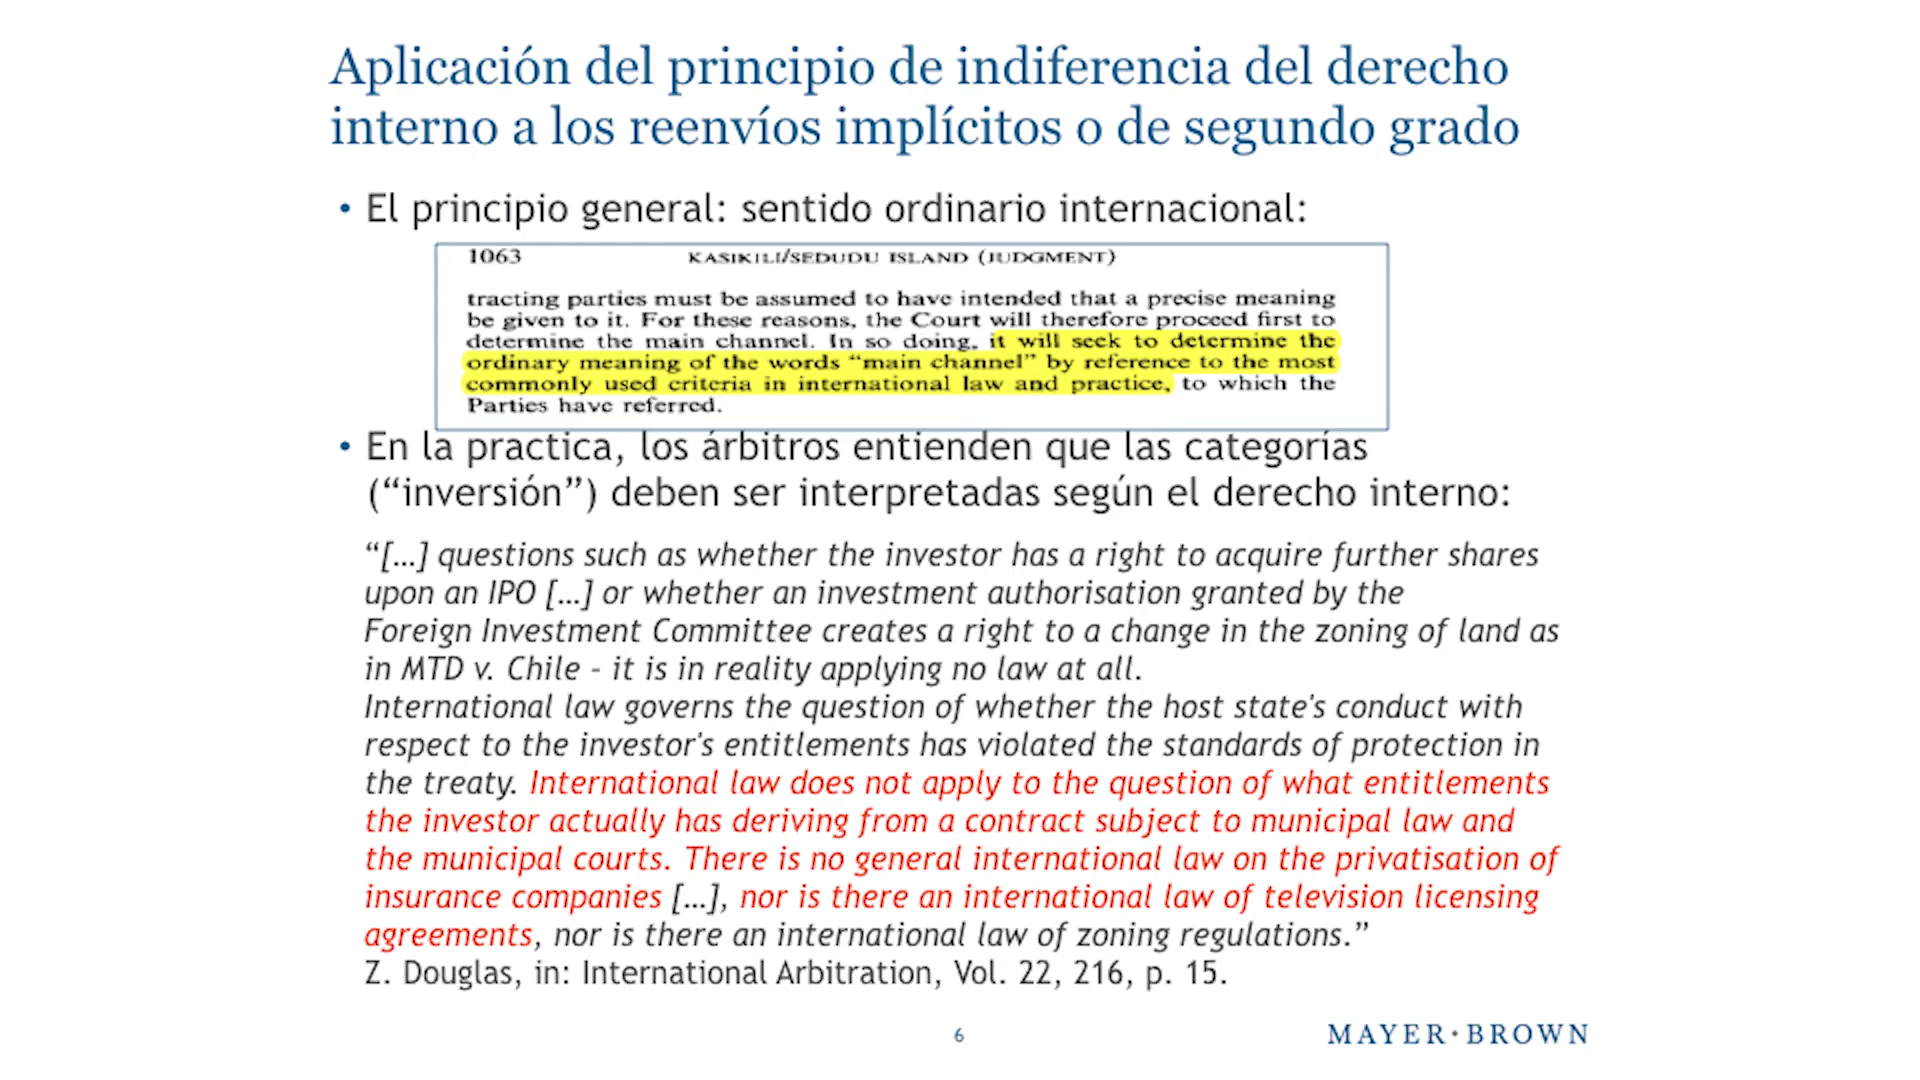 Aplicación del principio de indiferencia del derecho
interno a los reenvíos implícitos o de segundo grado
• El principio general: sentido ordinario internacional:
1063 KASIKILI/SEDUDU ISLAND (JUDGMENT)
tracting parties must be assumed to have intended that a precise meaning
be given to it. For these reasons, the Court will therefore proceed first to
determine the main channel. In so doing, it will seek to determine the
ordinary meaning of the words “main channel” by reference to the most
commonly used criteria in international law and practice, to which the
Parties have referred.
• En la practica, los árbitros entienden que las categorías
(“inversión”) deben ser interpretadas según el derecho interno:
“[…] questions such as whether the investor has a right to acquire further shares
upon an IPO […] or whether an investment authorisation granted by the
Foreign Investment Committee creates a right to a change in the zoning of land as
in MTD v. Chile - it is in reality applying no law at all.
International law governs the question of whether the host state's conduct with
respect to the investor's entitlements has violated the standards of protection in
the treaty. International law does not apply to the question of what entitlements
the investor actually has deriving from a contract subject to municipal law and
the municipal courts. There is no general international law on the privatisation of
insurance companies […], nor is there an international law of television licensing
agreements, nor is there an international law of zoning regulations.”
Z. Douglas, in: International Arbitration, Vol. 22, 216, p. 15.
6
MAYER·BROWN